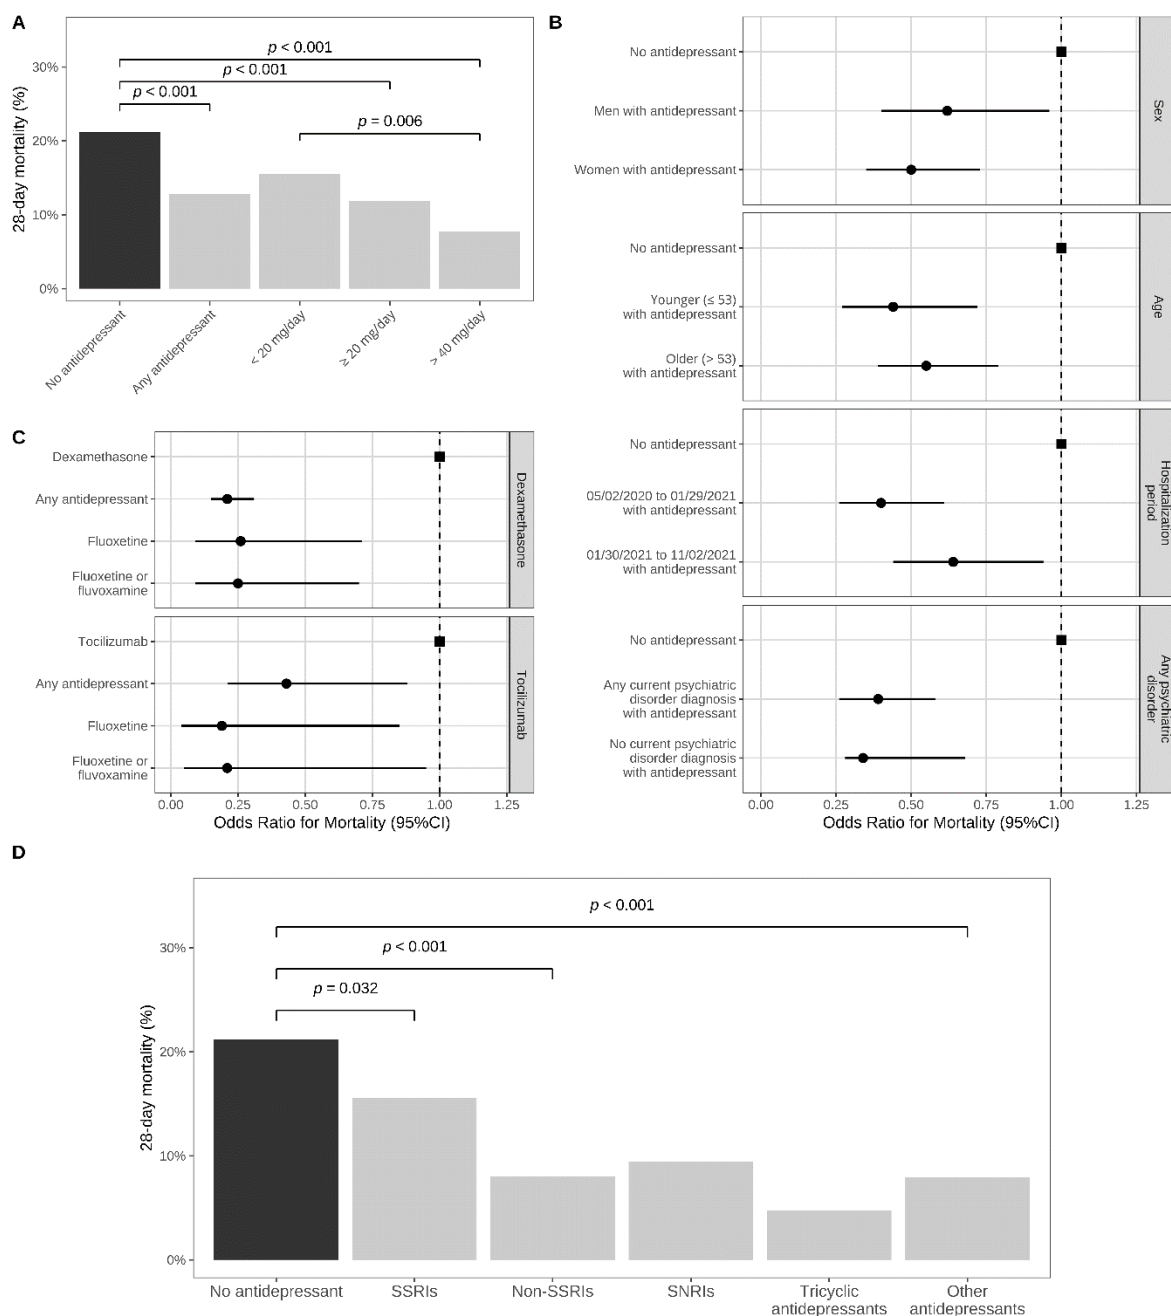 A
28-day mortality (%)
30%
20%
10%
0%
p < 0.001
p < 0.001
p < 0.001
p = 0.006
No antidepressant
Any antidepressant
< 20 mg/day
≥ 20 mg/day
> 40 mg/day
B
No antidepressant
Men with antidepressant
Women with antidepressant
Sex
No antidepressant
Younger (≤ 53)
with antidepressant
Older (> 53)
with antidepressant
Age
No antidepressant
05/02/2020 to 01/29/2021
with antidepressant
01/30/2021 to 11/02/2021
with antidepressant
Hospitalization
period
No antidepressant
Any current psychiatric
disorder diagnosis
with antidepressant
No current psychiatric
disorder diagnosis
with antidepressant
Any psychiatric
disorder
0.00 0.25 0.50 0.75 1.00 1.25
Odds Ratio for Mortality (95%CI)
C
Dexamethasone
Any antidepressant
Fluoxetine
Fluoxetine or
fluvoxamine
Dexamethasone
Tocilizumab
Any antidepressant
Fluoxetine
Fluoxetine or
fluvoxamine
Tocilizumab
0.00 0.25 0.50 0.75 1.00 1.25
Odds Ratio for Mortality (95%CI)
D
28-day mortality (%)
30%
20%
10%
0%
p < 0.001
p < 0.001
p = 0.032
No antidepressant
SSRIs
Non-SSRIs
SNRIs
Tricyclic
antidepressants
Other
antidepressants